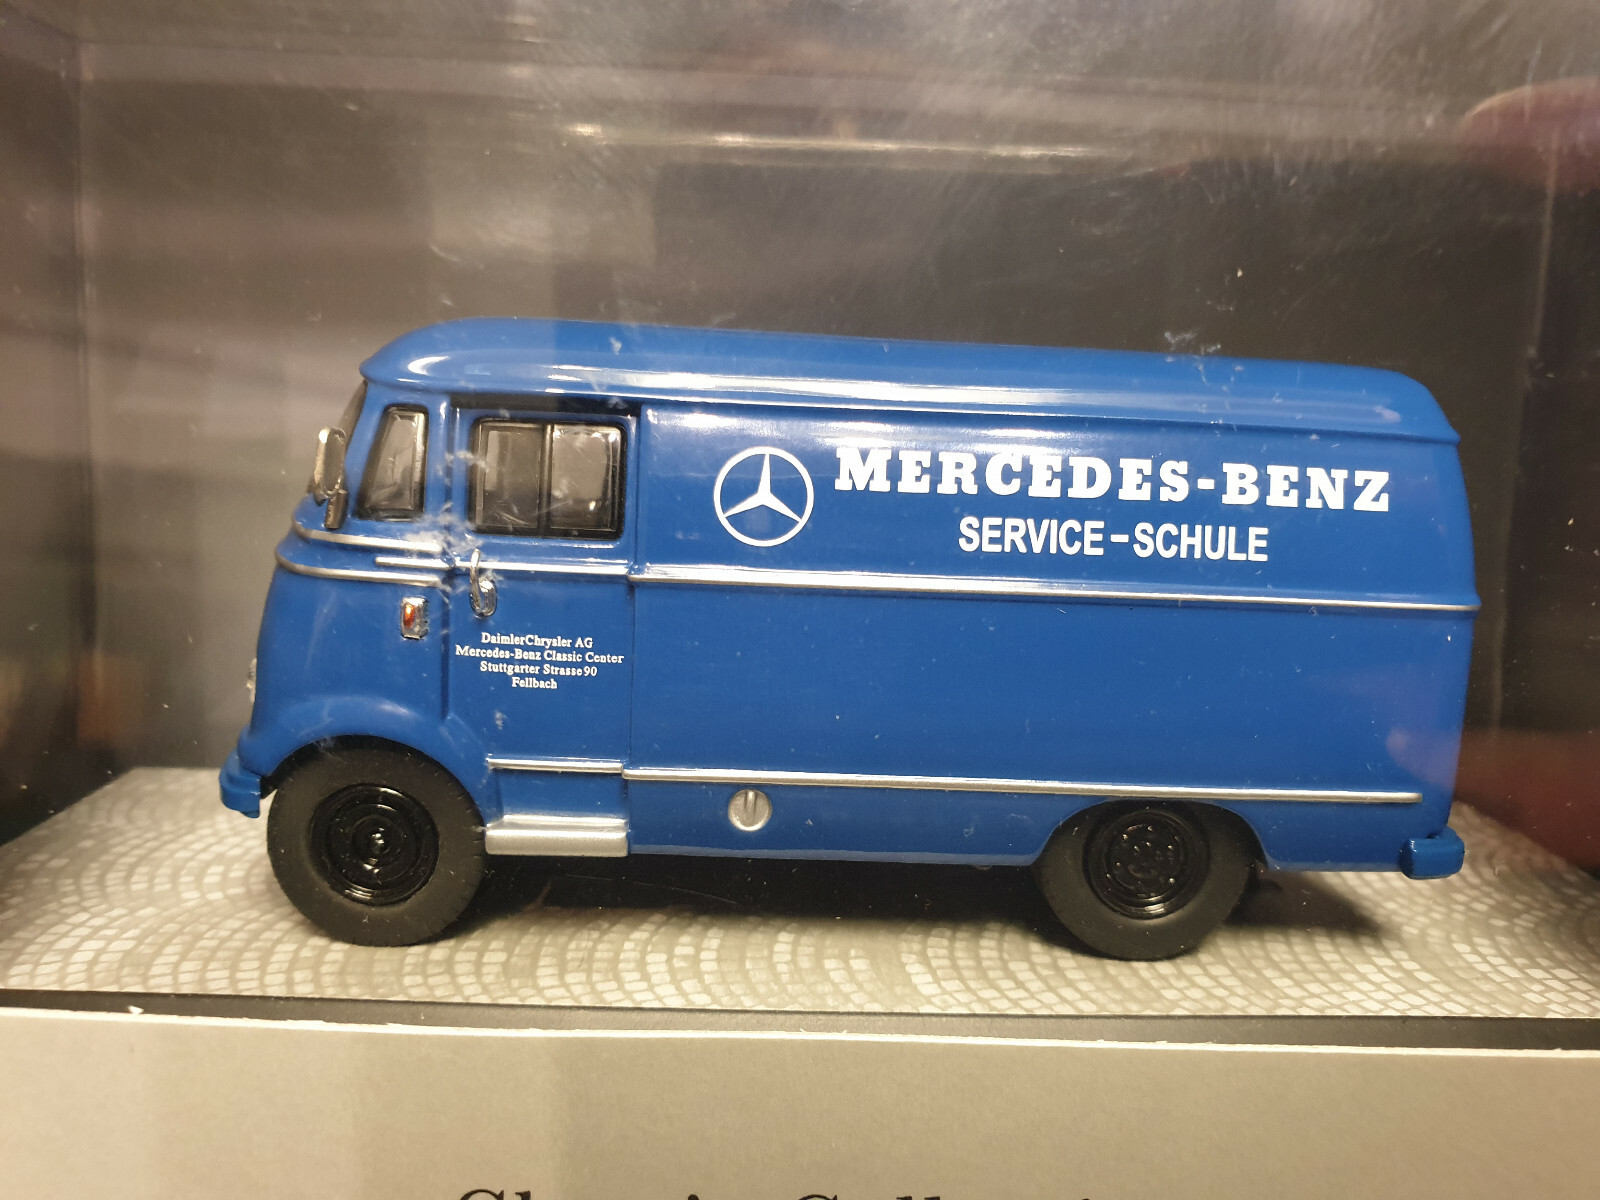 MERCEDES-BENZ
SERVICE-SCHULE
DaimlerChrysler AG
Mercedes-Benz Classic Center
Stuttgarter Strasse 90
Fellbach